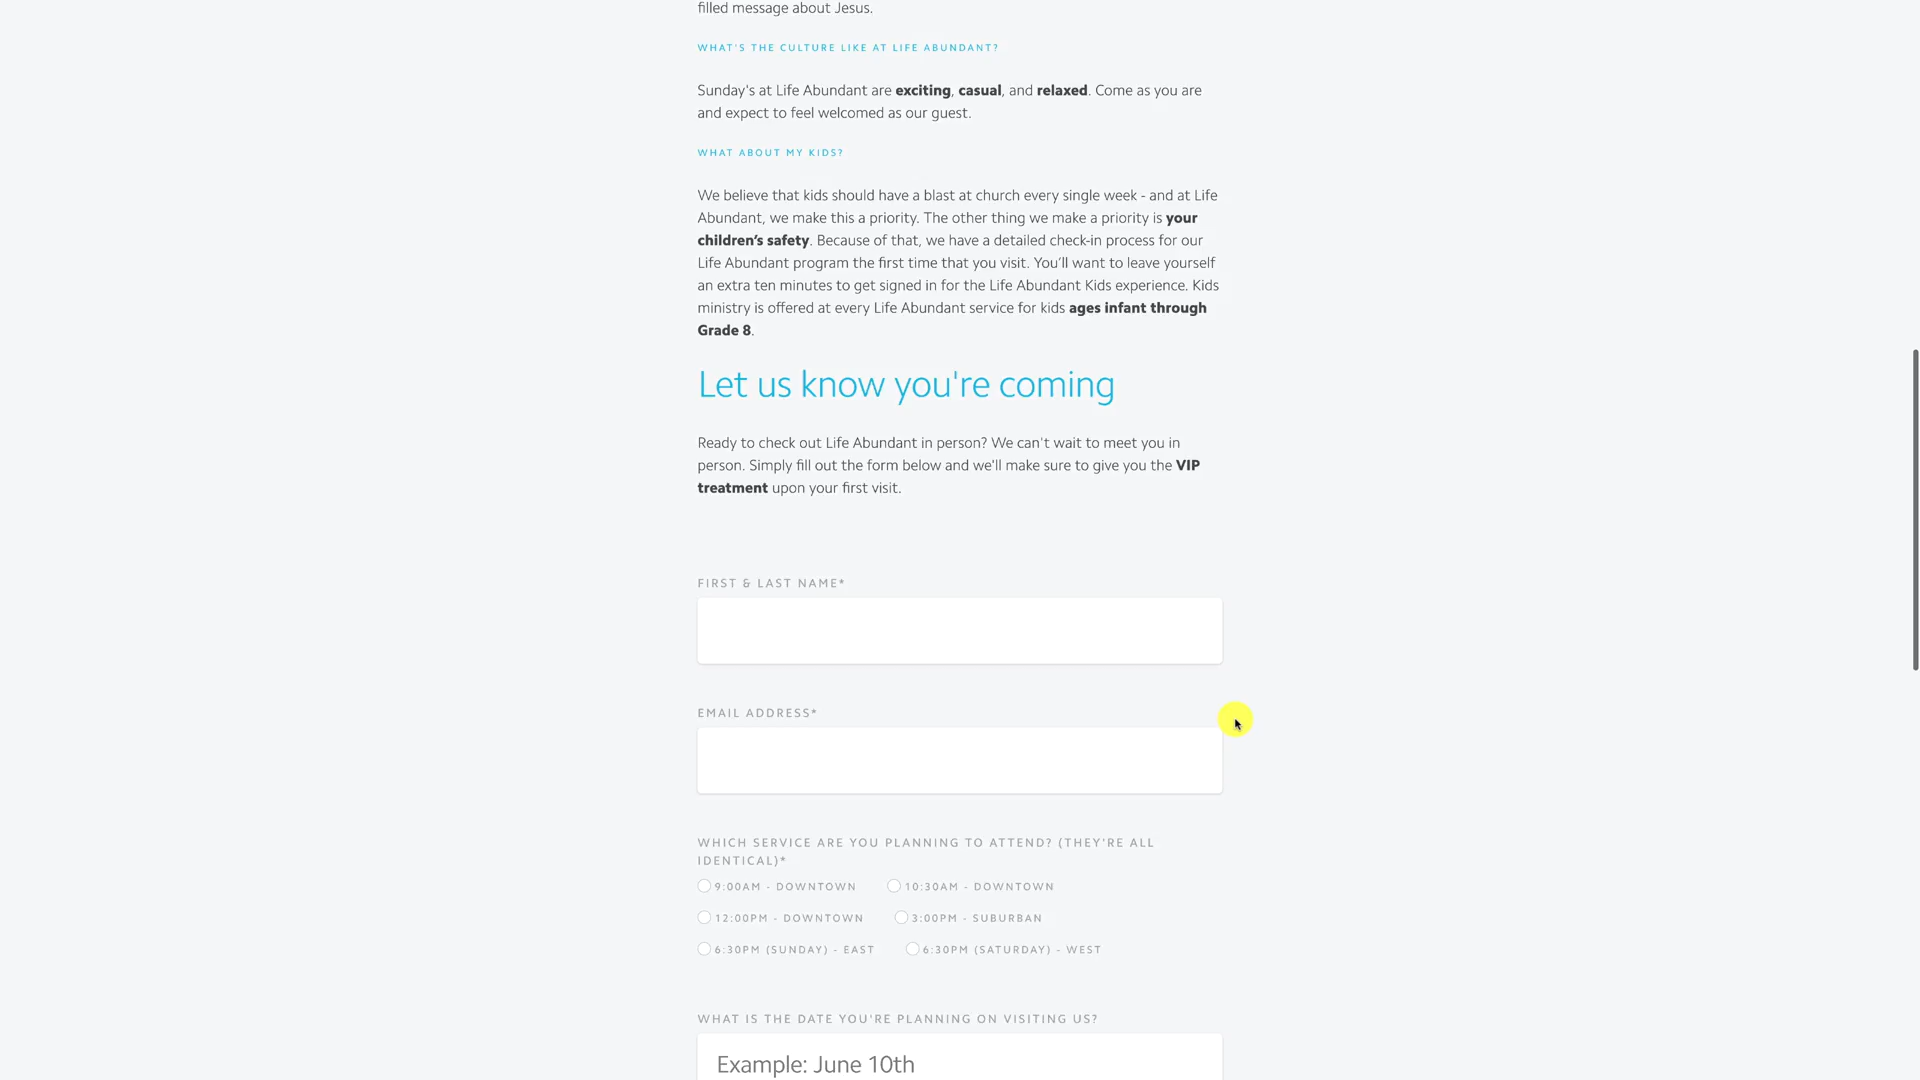 filled message about Jesus.
WHAT'S THE CULTURE LIKE AT LIFE ABUNDANT?
Sunday's at Life Abundant are exciting, casual, and relaxed. Come as you are
and expect to feel welcomed as our guest.
WHAT ABOUT MY KIDS?
We believe that kids should have a blast at church every single week - and at Life
Abundant, we make this a priority. The other thing we make a priority is your
children’s safety. Because of that, we have a detailed check-in process for our
Life Abundant program the first time that you visit. You’ll want to leave yourself
an extra ten minutes to get signed in for the Life Abundant Kids experience. Kids
ministry is offered at every Life Abundant service for kids ages infant through
Grade 8.
Let us know you're coming
Ready to check out Life Abundant in person? We can't wait to meet you in
person. Simply fill out the form below and we'll make sure to give you the VIP
treatment upon your first visit.
FIRST & LAST NAME*
EMAIL ADDRESS*
WHICH SERVICE ARE YOU PLANNING TO ATTEND? (THEY'RE ALL
IDENTICAL)*
9:00AM - DOWNTOWN 10:30AM - DOWNTOWN
12:00PM - DOWNTOWN 3:00PM - SUBURBAN
6:30PM (SUNDAY) - EAST 6:30PM (SATURDAY) - WEST
WHAT IS THE DATE YOU'RE PLANNING ON VISITING US?
Example: June 10th